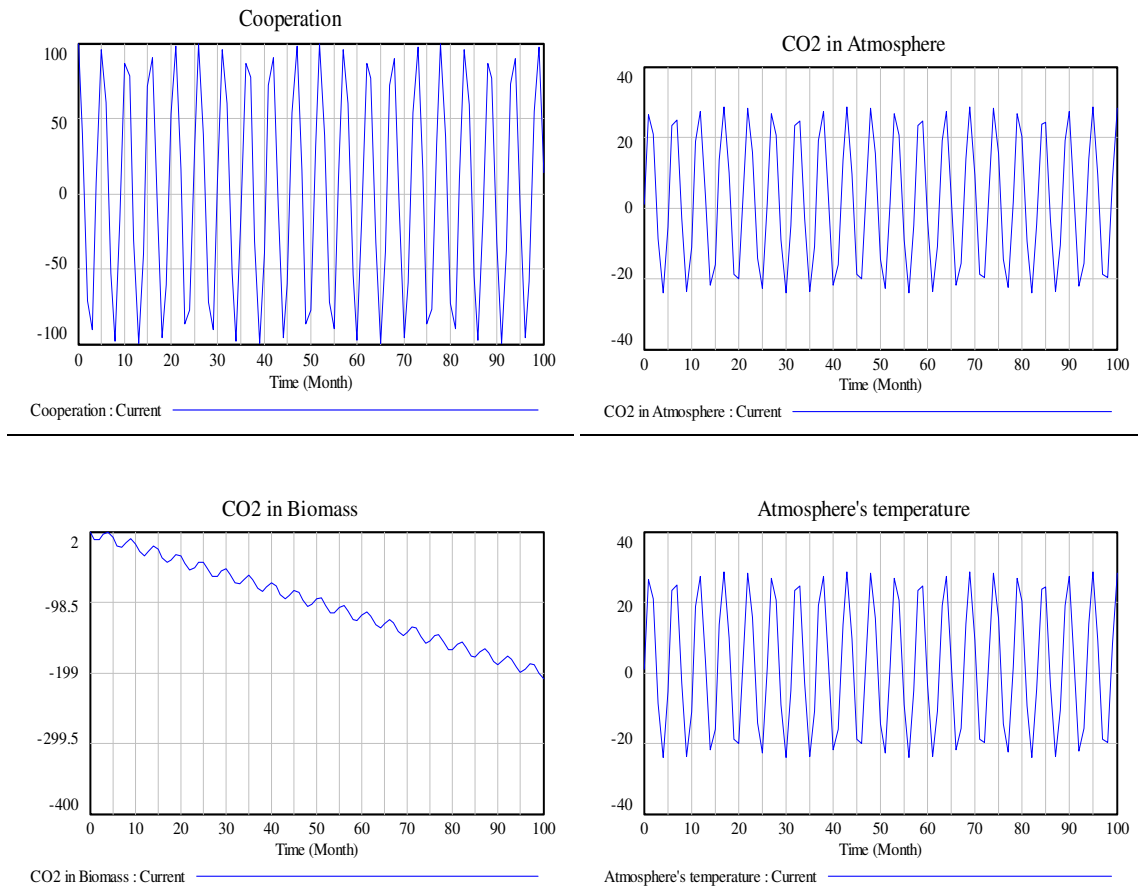 Cooperation
100
50
0
-50
-100
0 10 20 30 40 50 60 70 80 90 100
Time (Month)
Cooperation : Current
CO2 in Atmosphere
40
20
0
-20
-40
0 10 20 30 40 50 60 70 80 90 100
Time (Month)
CO2 in Atmosphere : Current
CO2 in Biomass
2
-98.5
-199
-299.5
-400
0 10 20 30 40 50 60 70 80 90 100
Time (Month)
CO2 in Biomass : Current
Atmosphere's temperature
40
20
0
-20
-40
0 10 20 30 40 50 60 70 80 90 100
Time (Month)
Atmosphere's temperature : Current